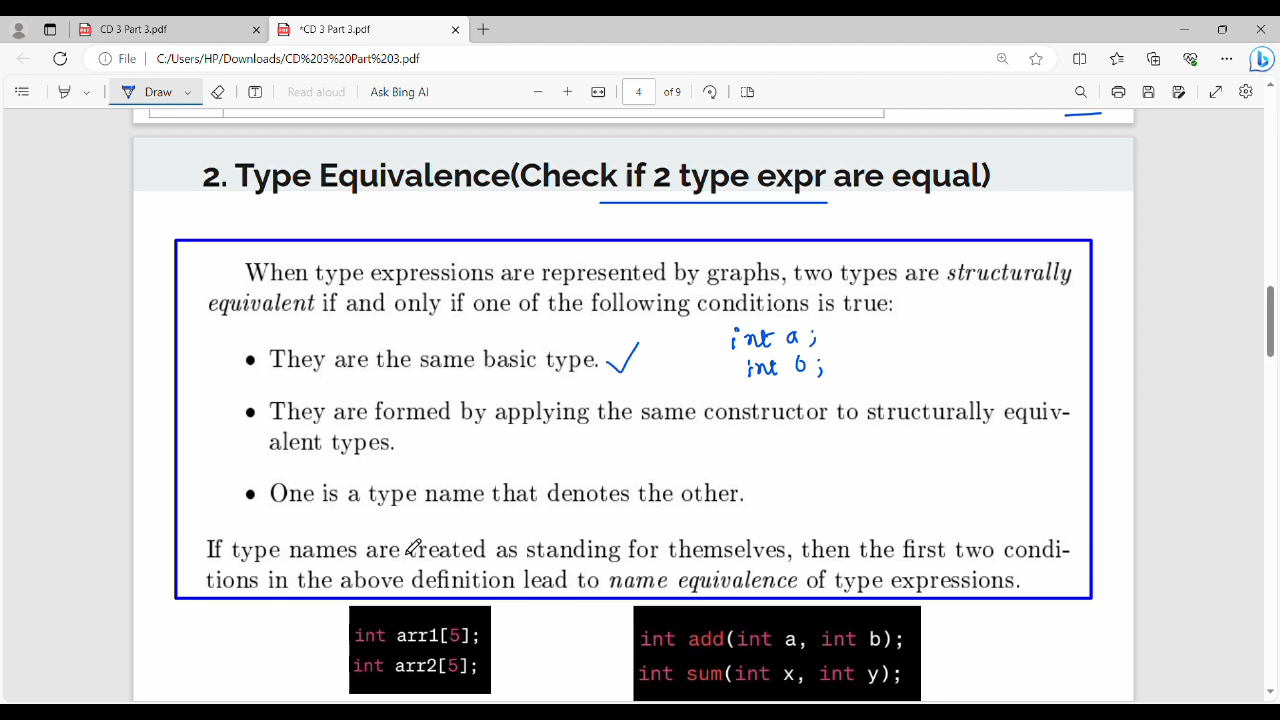 CD 3 Part 3.pdf
*CD 3 Part 3.pdf
File C:/Users/HP/Downloads/CD%203%20Part%203.pdf
Draw Read aloud Ask Bing AI 4 of 9
2. Type Equivalence(Check if 2 type expr are equal)
When type expressions are represented by graphs, two types are structurally
equivalent if and only if one of the following conditions is true:
int a;
• They are the same basic type.
int b;
• They are formed by applying the same constructor to structurally equiv-
alent types.
• One is a type name that denotes the other.
If type names are treated as standing for themselves, then the first two condi-
tions in the above definition lead to name equivalence of type expressions.
int arr1[5];
int arr2[5];
int add(int a, int b);
int sum(int x, int y);